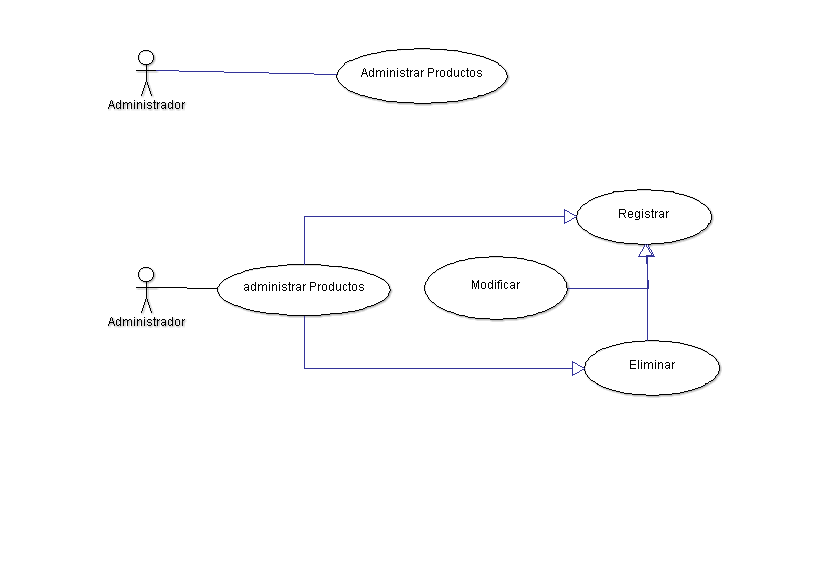 Administrar Productos
Administrador
Registrar
administrar Productos
Modificar
Administrador
Eliminar